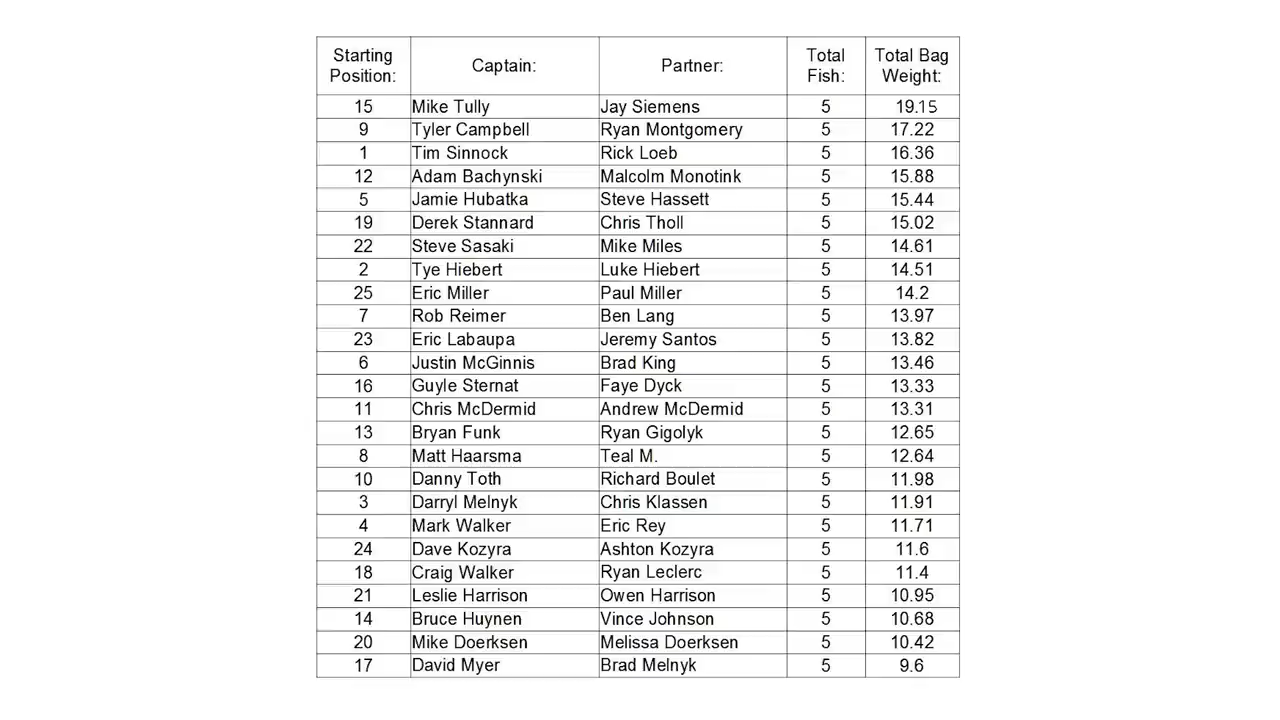 Starting Position: Captain: Partner: Total Fish: Total Bag Weight:
15 Mike Tully Jay Siemens 5 19.15
9 Tyler Campbell Ryan Montgomery 5 17.22
1 Tim Sinnock Rick Loeb 5 16.36
12 Adam Bachynski Malcolm Monotink 5 15.88
5 Jamie Hubatka Steve Hassett 5 15.44
19 Derek Stannard Chris Tholl 5 15.02
22 Steve Sasaki Mike Miles 5 14.61
2 Tye Hiebert Luke Hiebert 5 14.51
25 Eric Miller Paul Miller 5 14.2
7 Rob Reimer Ben Lang 5 13.97
23 Eric Labaupa Jeremy Santos 5 13.82
6 Justin McGinnis Brad King 5 13.46
16 Guyle Sternat Faye Dyck 5 13.33
11 Chris McDermid Andrew McDermid 5 13.31
13 Bryan Funk Ryan Gigolyk 5 12.65
8 Matt Haarsma Teal M. 5 12.64
10 Danny Toth Richard Boulet 5 11.98
3 Darryl Melnyk Chris Klassen 5 11.91
4 Mark Walker Eric Rey 5 11.71
24 Dave Kozyra Ashton Kozyra 5 11.6
18 Craig Walker Ryan Leclerc 5 11.4
21 Leslie Harrison Owen Harrison 5 10.95
14 Bruce Huynen Vince Johnson 5 10.68
20 Mike Doerksen Melissa Doerksen 5 10.42
17 David Myer Brad Melnyk 5 9.6